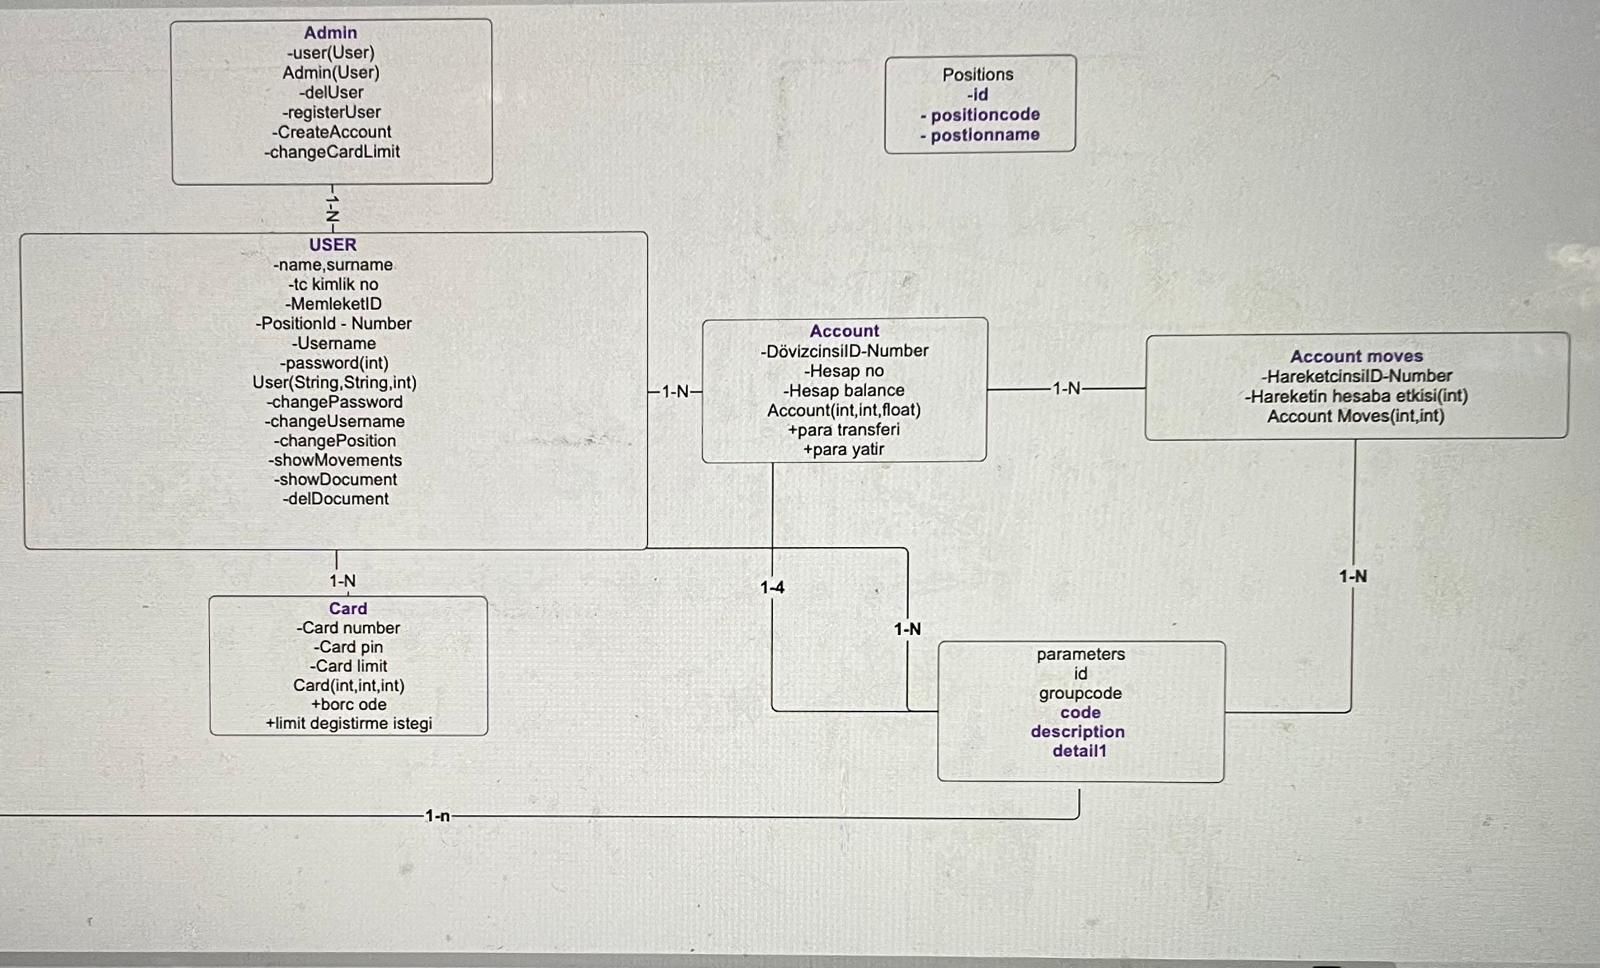 Admin
-user(User)
Admin(User)
-delUser
-registerUser
-CreateAccount
-changeCardLimit
Positions
-id
- positioncode
- postionname
1-N
USER
-name,surname
-tc kimlik no
-MemleketID
-PositionId - Number
-Username
-password(int)
User(String,String,int)
-changePassword
-changeUsername
-changePosition
-showMovements
-showDocument
-delDocument
1-N
Account
-DövizcinsiID-Number
-Hesap no
-Hesap balance
Account(int,int,float)
+para transferi
+para yatir
1-N
Account moves
-HareketcinsiID-Number
-Hareketin hesaba etkisi(int)
Account Moves(int,int)
1-N
Card
-Card number
-Card pin
-Card limit
Card(int,int,int)
+borc ode
+limit degistirme istegi
1-4
1-N
1-N
parameters
id
groupcode
code
description
detail1
1-n